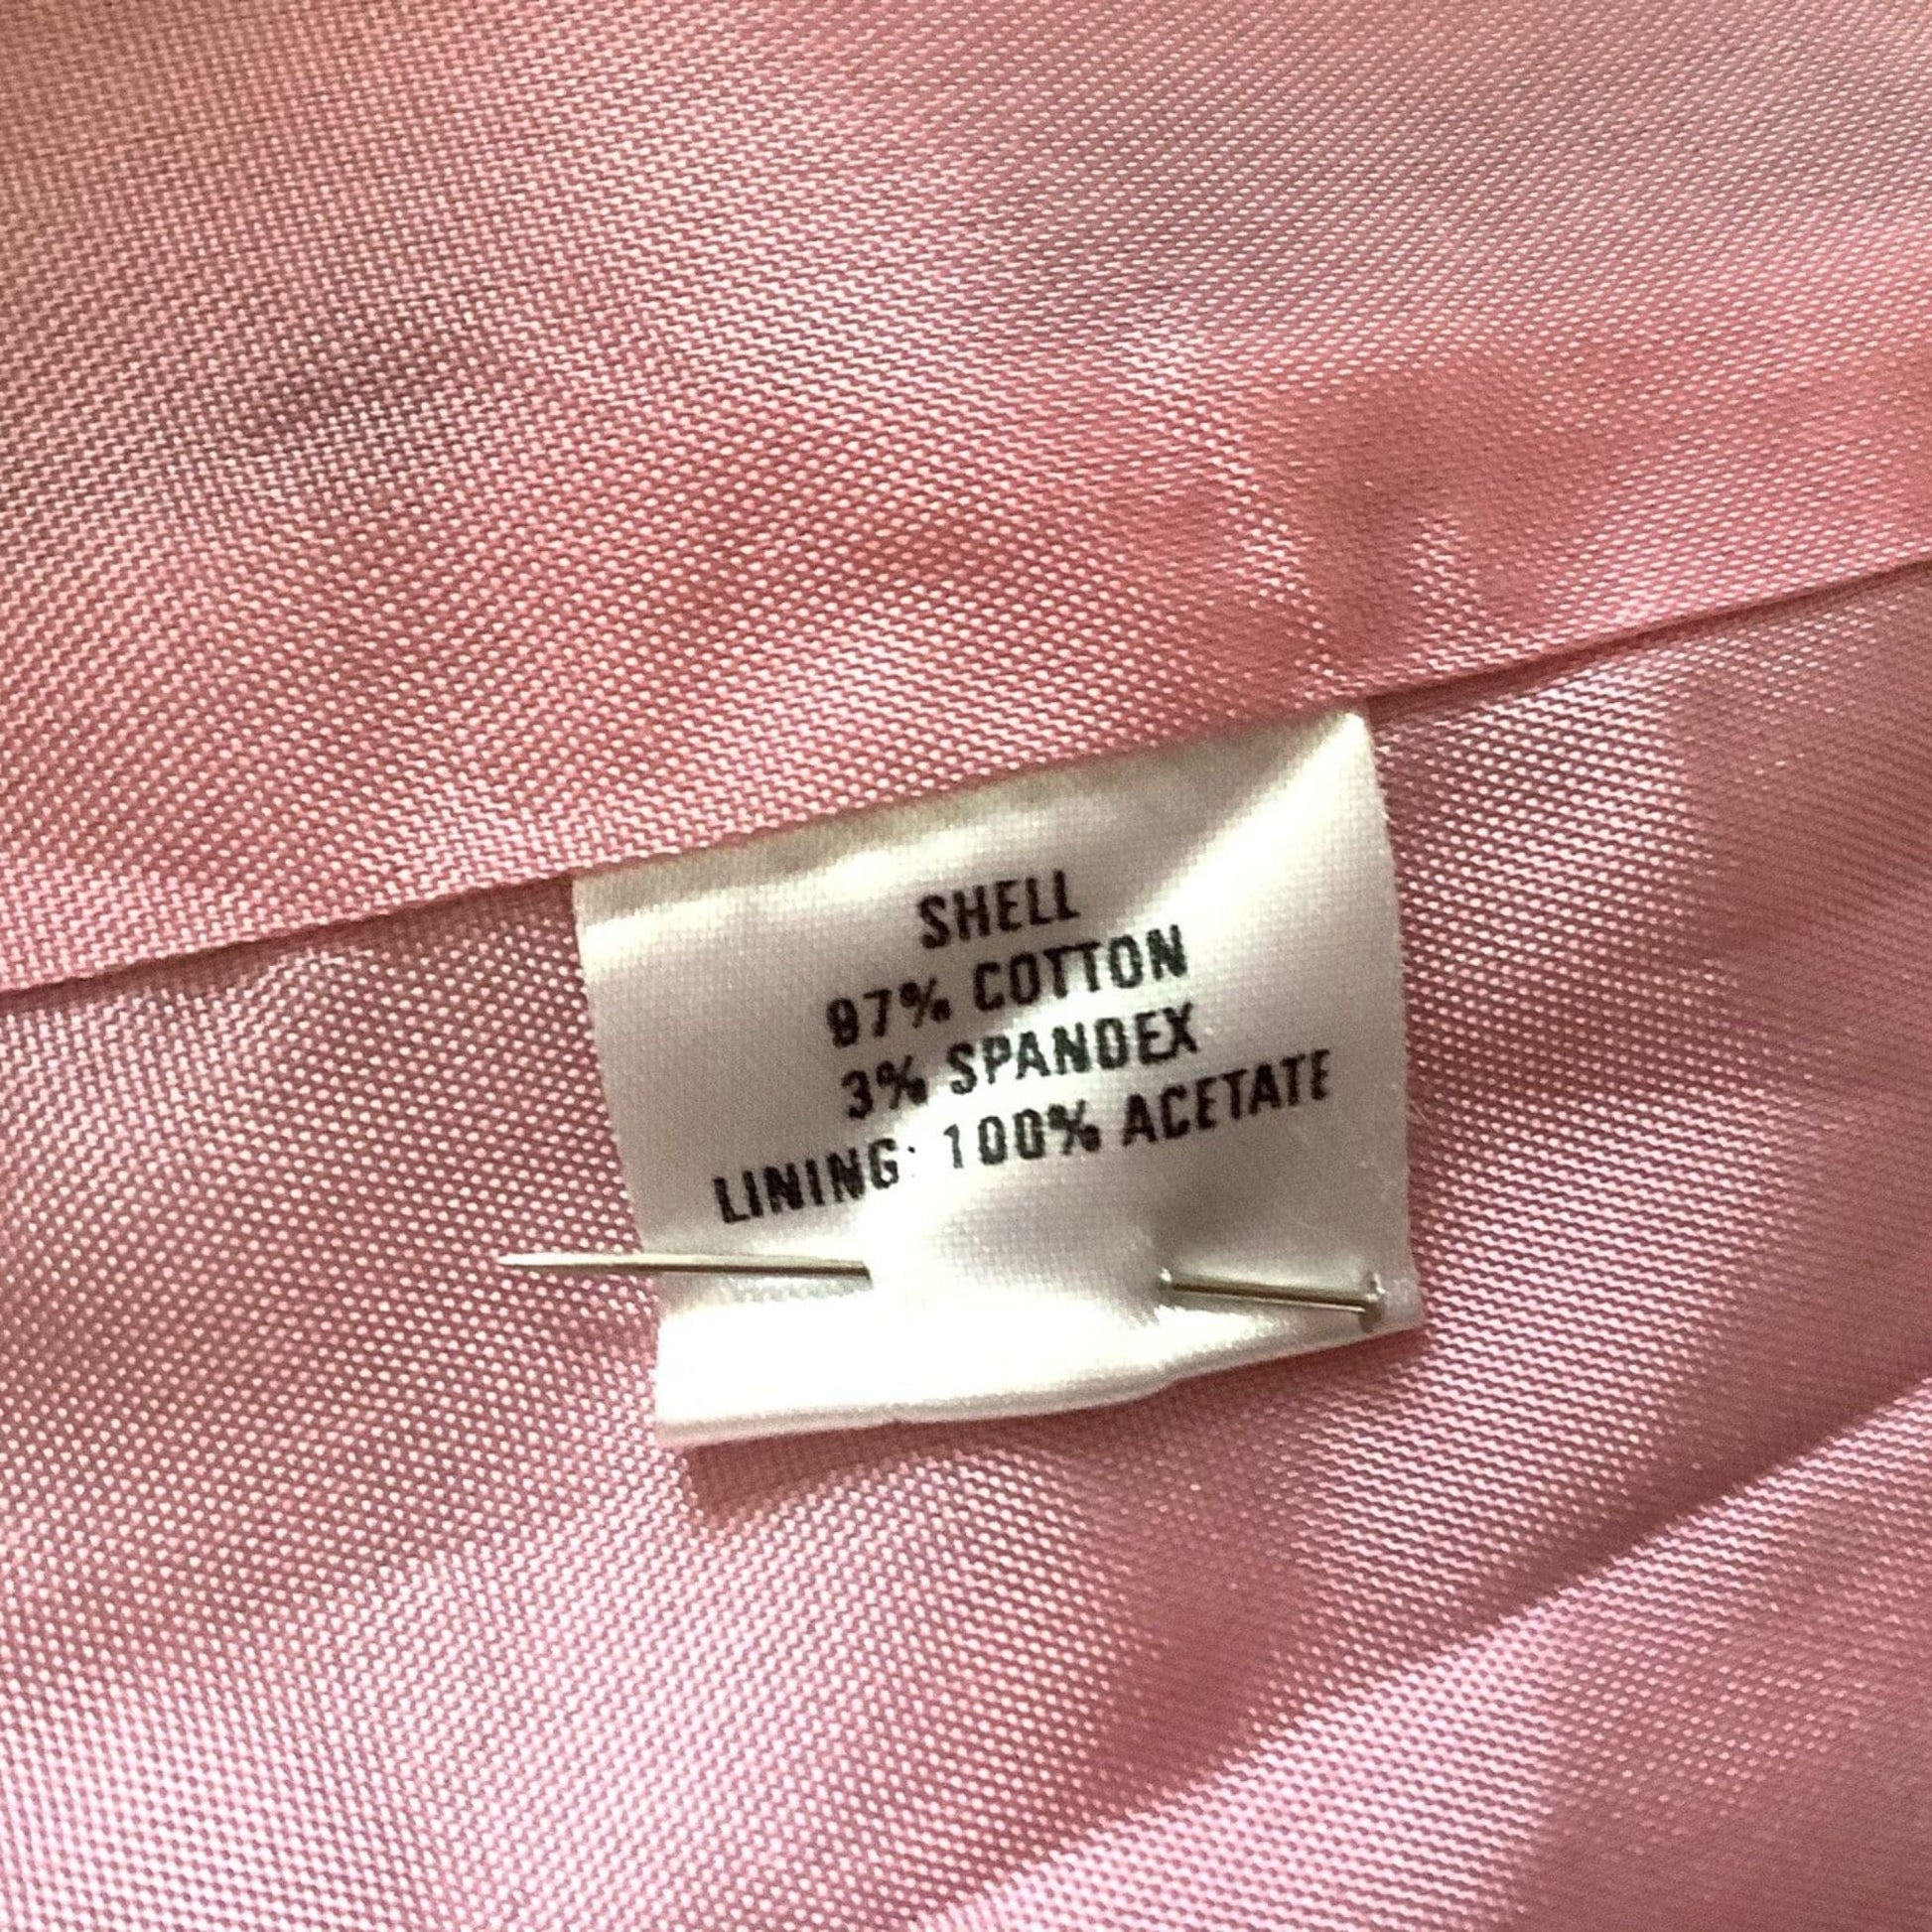 SHELL
97% COTTON
3% SPANDEX
LINING: 100% ACETATE